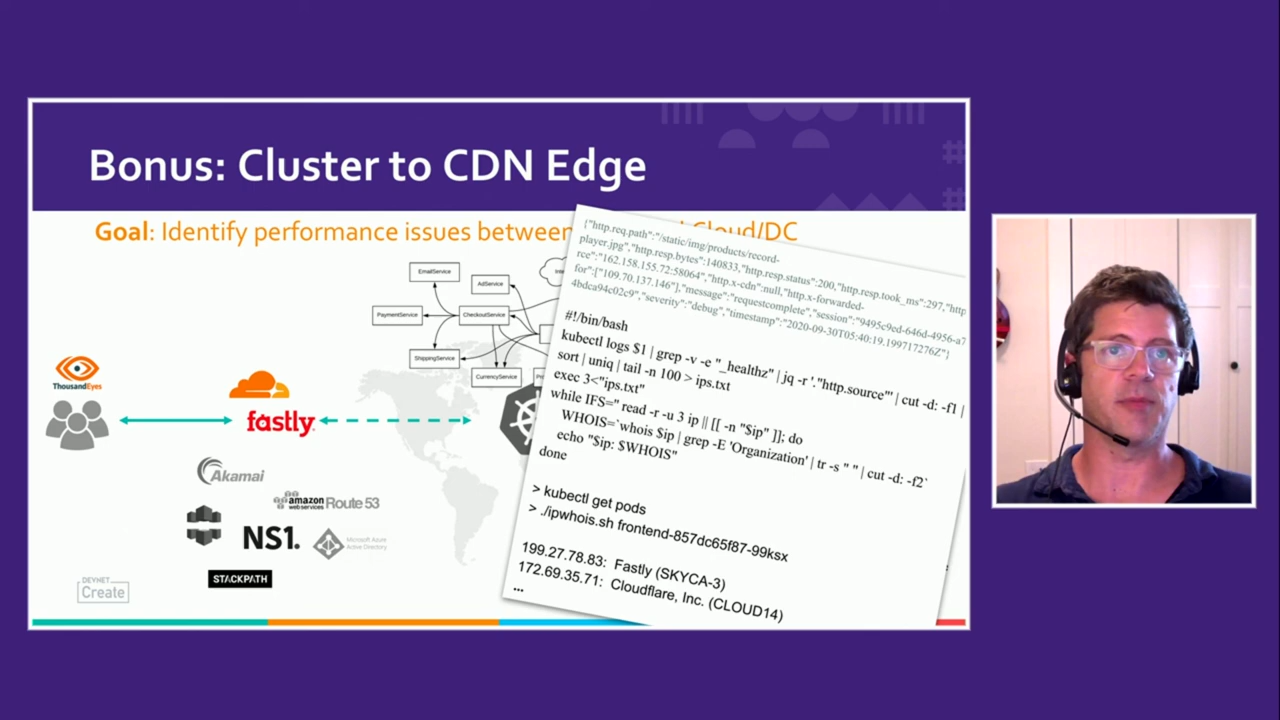 Bonus: Cluster to CDN Edge
Goal: Identify performance issues between
Cloud/DC
EmailService
AdService
PaymentService
CheckoutService
ShippingService
CurrencyService
ThousandEyes
fastly
Akamai
amazon
web services
Route 53
NS1.
Microsoft Azure
Active Directory
STACKPATH
DEVNET
Create
{"http.req.path":"/static/img/products/record-
player.jpg","http.resp.bytes":140833,"http.resp.status":200,"http.resp.took_ms":297,"http
rce":"162.158.155.72:58064","http.x-cdn":null,"http.x-forwarded-
for":["109.70.137.146"],"message":"requestcomplete","session":"9495c9ed-646d-4956-a7
4bdca94c02c9","severity":"debug","timestamp":"2020-09-30T05:40:19.199717276Z"}
#!/bin/bash
kubectl logs $1 | grep -v -e "_healthz" | jq -r '."http.source"' | cut -d: -f1 |
sort | uniq | tail -n 100 > ips.txt
exec 3<"ips.txt"
while IFS='' read -r -u 3 ip || [[ -n "$ip" ]]; do
WHOIS=`whois $ip | grep -E 'Organization' | tr -s " " | cut -d: -f2`
echo "$ip: $WHOIS"
done
> kubectl get pods
> ./ipwhois.sh frontend-857dc65f87-99ksx
199.27.78.83: Fastly (SKYCA-3)
172.69.35.71: Cloudflare, Inc. (CLOUD14)
...